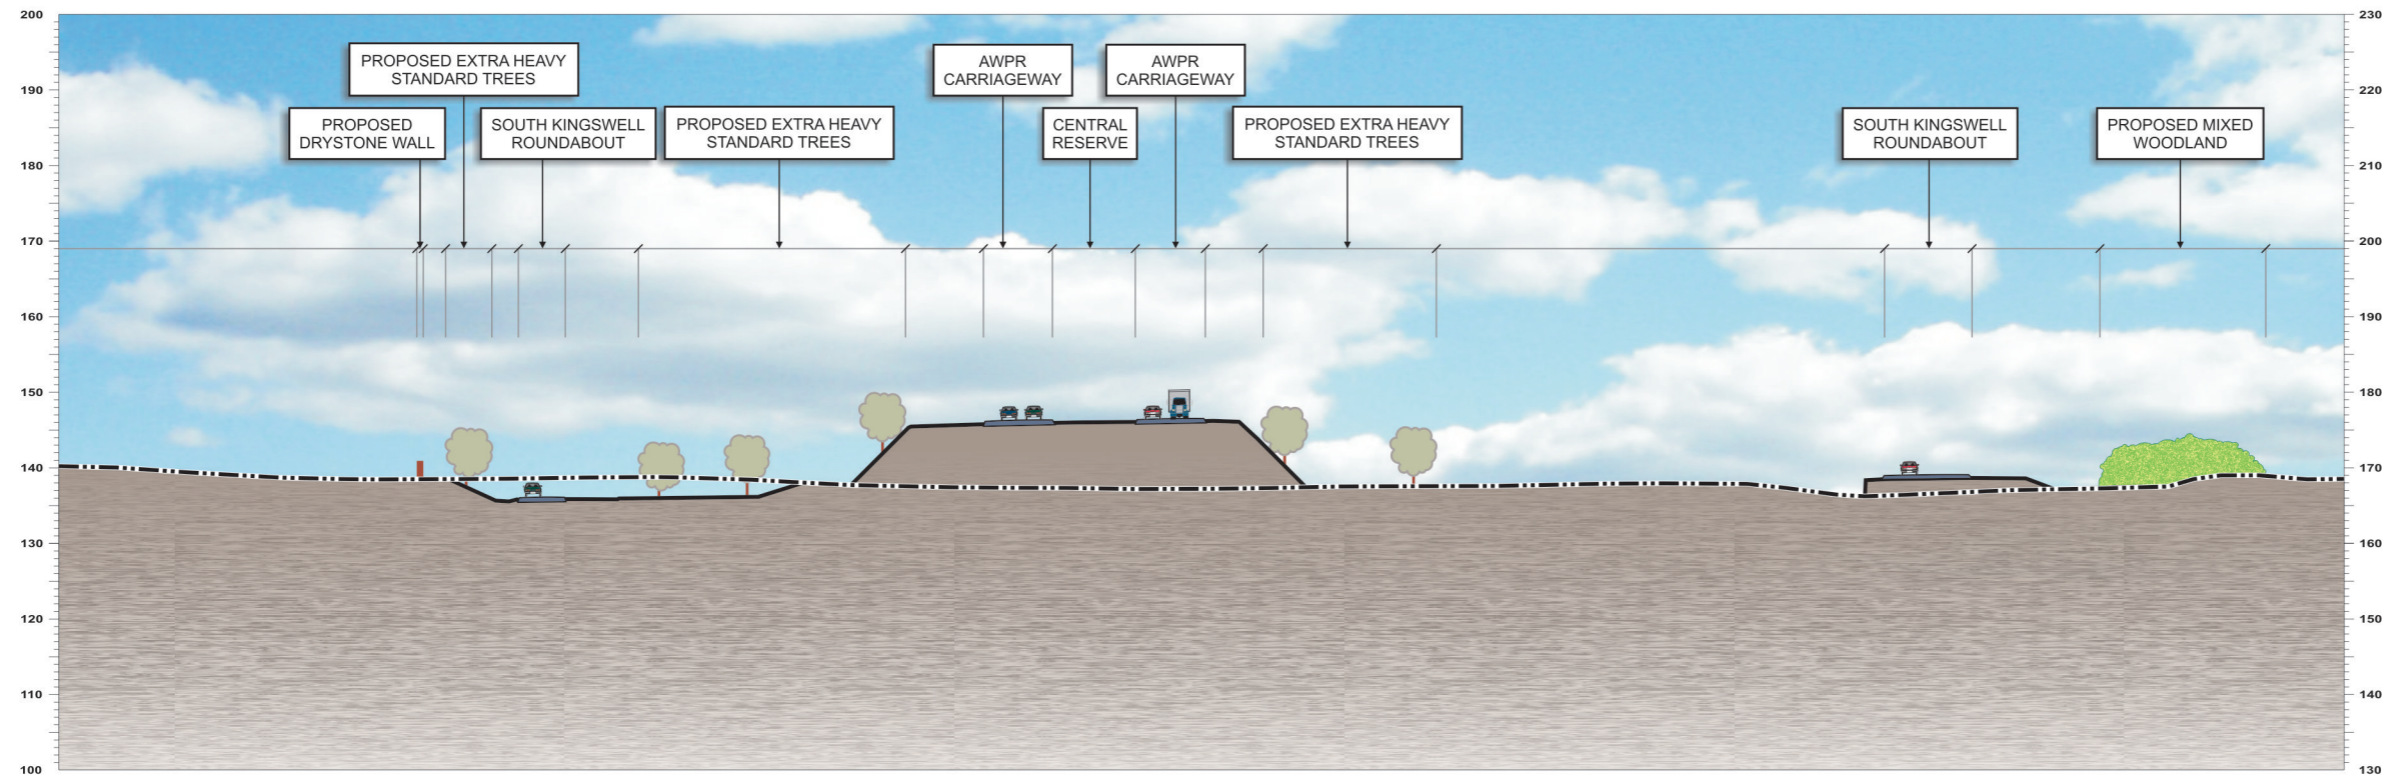 200
190
180
170
160
150
140
130
120
110
100
PROPOSED EXTRA HEAVY
STANDARD TREES
AWPR
CARRIAGEWAY
AWPR
CARRIAGEWAY
PROPOSED
DRYSTONE WALL
SOUTH KINGSWELL
ROUNDABOUT
PROPOSED EXTRA HEAVY
STANDARD TREES
CENTRAL
RESERVE
PROPOSED EXTRA HEAVY
STANDARD TREES
SOUTH KINGSWELL
ROUNDABOUT
PROPOSED MIXED
WOODLAND
230
220
210
200
190
180
170
160
150
140
130